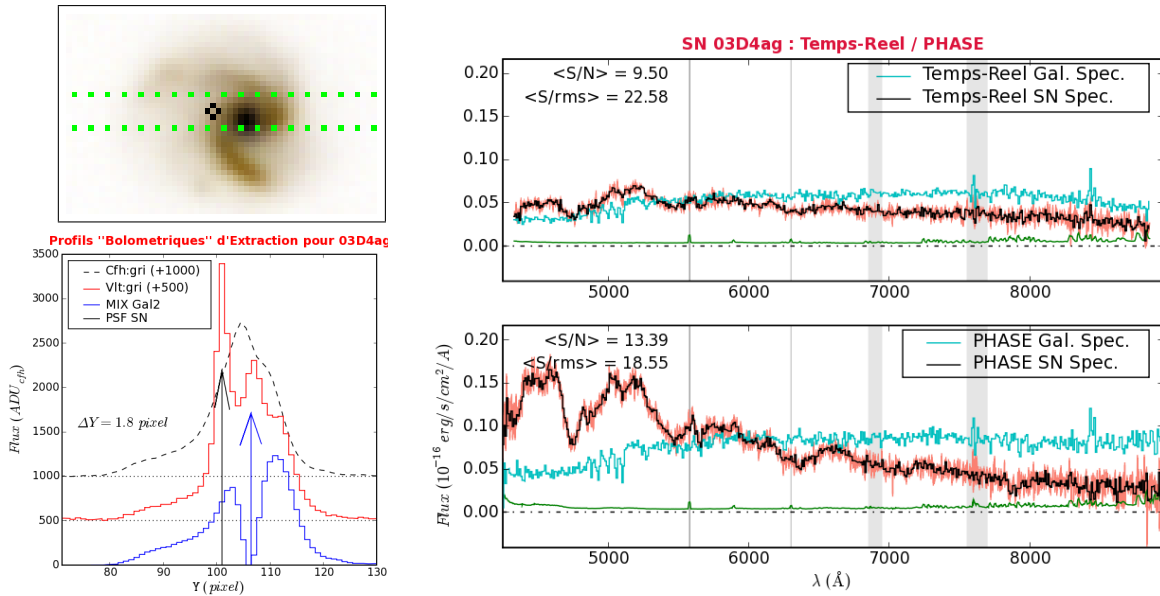 SN 03D4ag : Temps-Reel / PHASE
<S/N> = 9.50
<S/rms> = 22.58
Temps-Reel Gal. Spec.
Temps-Reel SN Spec.
0.20
0.15
0.10
0.05
0.00
5000 6000 7000 8000
Profils "Bolometriques" d'Extraction pour 03D4ag
Cfh:gri (+1000)
Vlt:gri (+500)
MIX Gal2
PSF SN
ΔY = 1.8 pixel
3500
3000
2500
2000
1500
1000
500
0
Flux (ADU_cfh)
80 90 100 110 120 130
Y (pixel)
<S/N> = 13.39
<S/rms> = 18.55
PHASE Gal. Spec.
PHASE SN Spec.
0.20
0.15
0.10
0.05
0.00
Flux (10⁻¹⁶ erg/s/cm²/A)
5000 6000 7000 8000
λ (Å)